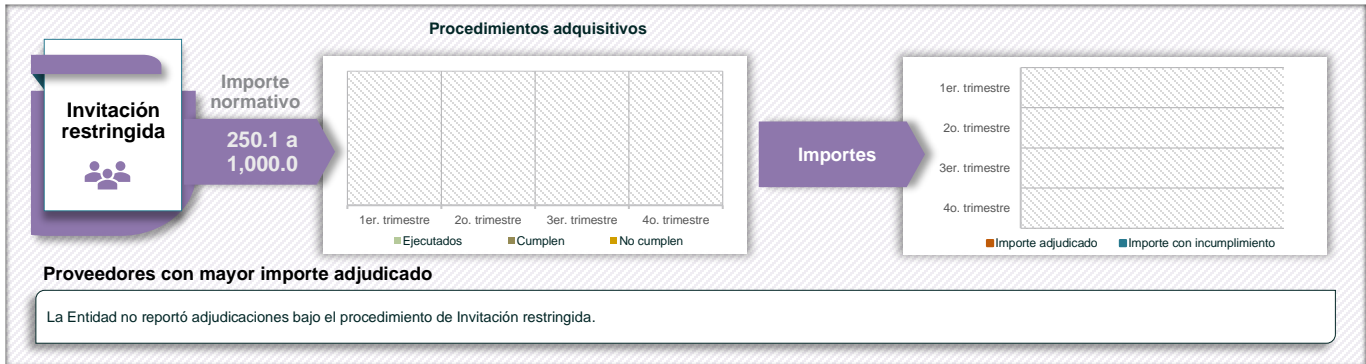 Procedimientos adquisitivos
Invitación
restringida
Importe
normativo
250.1 a
1,000.0
1er. trimestre 2o. trimestre 3er. trimestre 4o. trimestre
Ejecutados Cumplen No cumplen
Importes
1er. trimestre
2o. trimestre
3er. trimestre
4o. trimestre
Importe adjudicado Importe con incumplimiento
Proveedores con mayor importe adjudicado
La Entidad no reportó adjudicaciones bajo el procedimiento de Invitación restringida.